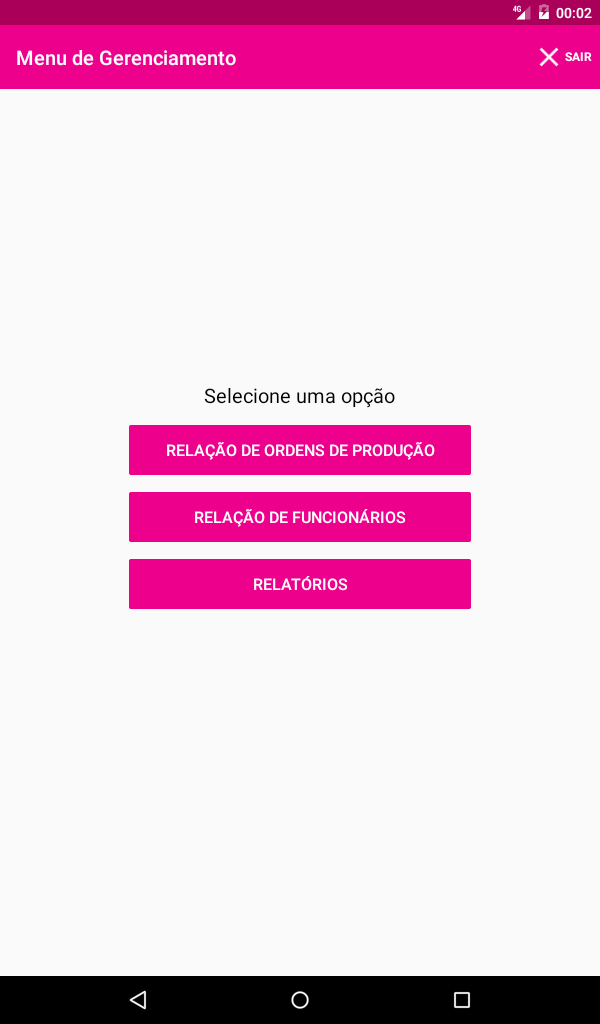 4G 00:02
Menu de Gerenciamento
SAIR
Selecione uma opção
RELAÇÃO DE ORDENS DE PRODUÇÃO
RELAÇÃO DE FUNCIONÁRIOS
RELATÓRIOS